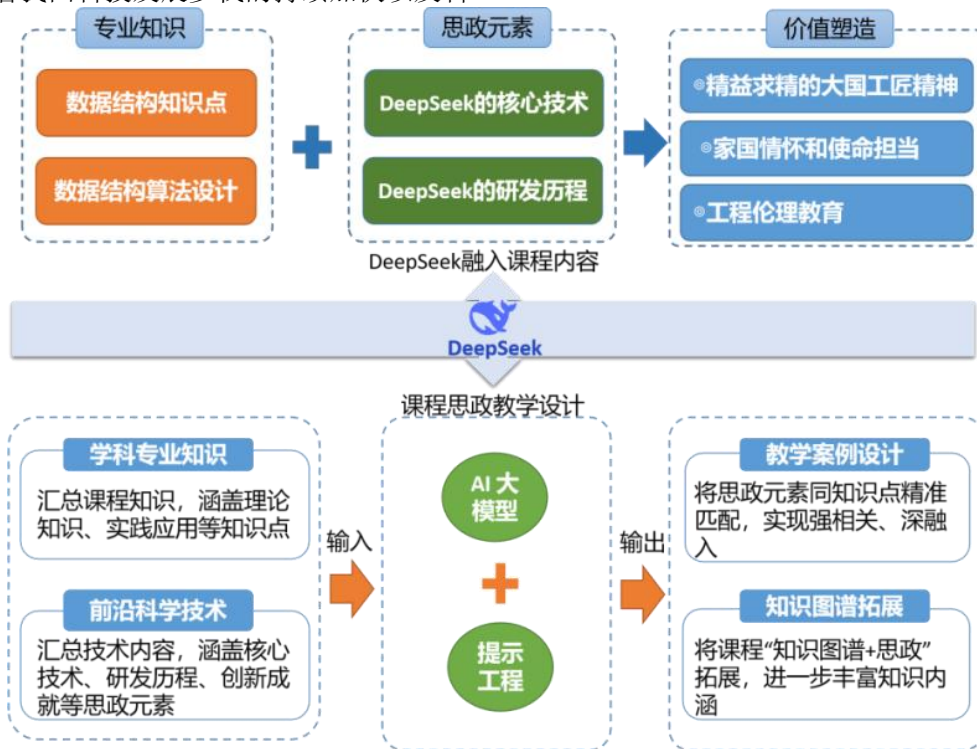 专业知识
思政元素
价值塑造
数据结构知识点
数据结构算法设计
DeepSeek的核心技术
DeepSeek的研发历程
◎精益求精的大国工匠精神
◎家国情怀和使命担当
◎工程伦理教育
DeepSeek融入课程内容
DeepSeek
课程思政教学设计
学科专业知识
汇总课程知识，涵盖理论
知识、实践应用等知识点
前沿科学技术
汇总技术内容，涵盖核心
技术、研发历程、创新成
就等思政元素
输入
AI 大
模型
提示
工程
输出
教学案例设计
将思政元素同知识点精准
匹配，实现强相关、深融
入
知识图谱拓展
将课程“知识图谱+思政”
拓展，进一步丰富知识内
涵